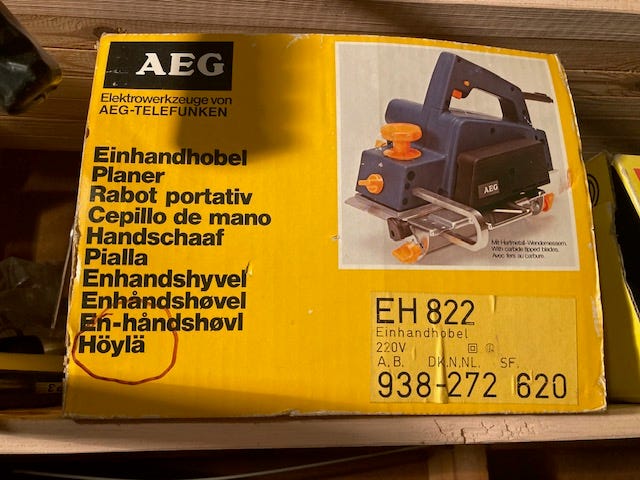 AEG
Elektrowerkzeuge von
AEG-TELEFUNKEN
Einhandhobel
Planer
Rabot portativ
Cepillo de mano
Handschaaf
Pialla
Enhandshyvel
Enhåndshøvel
En-håndshøvl
Höylä
AEG
Mit Hartmetall-Wendemessern.
With carbide tipped blades.
Avec fers au carbure.
EH 822
Einhandhobel
220V
A, B, DK,N,NL, SF,
938-272 620